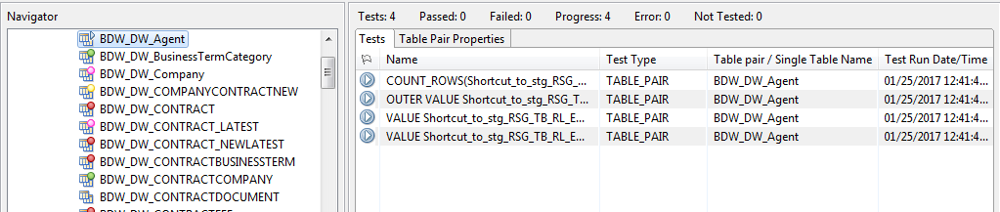 Navigator
BDW_DW_Agent
BDW_DW_BusinessTermCategory
BDW_DW_Company
BDW_DW_COMPANYCONTRACTNEW
BDW_DW_CONTRACT
BDW_DW_CONTRACT_LATEST
BDW_DW_CONTRACT_NEWLATEST
BDW_DW_CONTRACTBUSINESSTERM
BDW_DW_CONTRACTCOMPANY
BDW_DW_CONTRACTDOCUMENT
Tests: 4 Passed: 0 Failed: 0 Progress: 4 Error: 0 Not Tested: 0
Tests Table Pair Properties
Name Test Type Table pair / Single Table Name Test Run Date/Time
COUNT_ROWS(Shortcut_to_stg_RSG_... TABLE_PAIR BDW_DW_Agent 01/25/2017 12:41:4...
OUTER VALUE Shortcut_to_stg_RSG_T... TABLE_PAIR BDW_DW_Agent 01/25/2017 12:41:4...
VALUE Shortcut_to_stg_RSG_TB_RL_E... TABLE_PAIR BDW_DW_Agent 01/25/2017 12:41:4...
VALUE Shortcut_to_stg_RSG_TB_RL_E... TABLE_PAIR BDW_DW_Agent 01/25/2017 12:41:4...